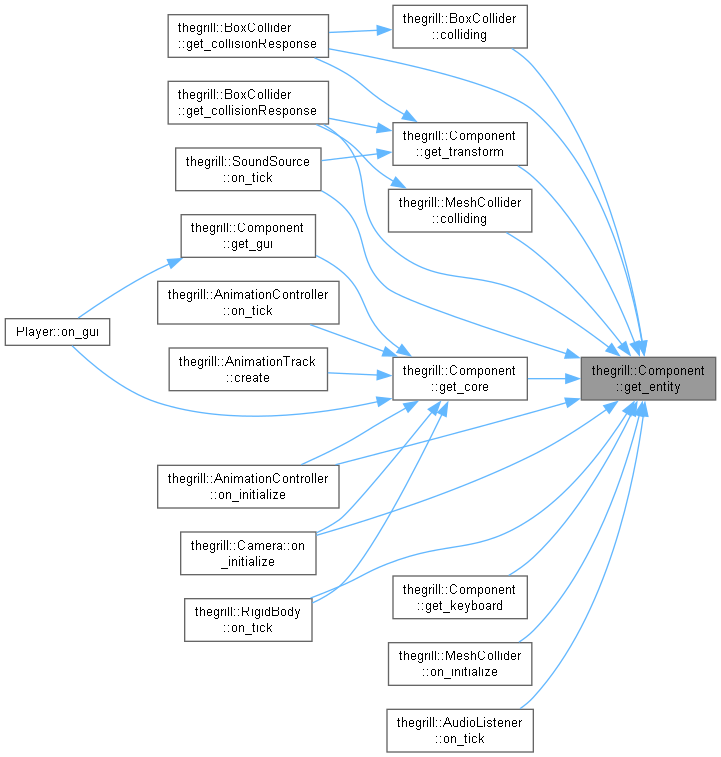 thegrill::BoxCollider
::get_collisionResponse
thegrill::BoxCollider
::colliding
thegrill::BoxCollider
::get_collisionResponse
thegrill::Component
::get_transform
thegrill::SoundSource
::on_tick
thegrill::MeshCollider
::colliding
thegrill::Component
::get_gui
thegrill::AnimationController
::on_tick
Player::on_gui
thegrill::AnimationTrack
::create
thegrill::Component
::get_core
thegrill::Component
::get_entity
thegrill::AnimationController
::on_initialize
thegrill::Camera::on
_initialize
thegrill::RigidBody
::on_tick
thegrill::Component
::get_keyboard
thegrill::MeshCollider
::on_initialize
thegrill::AudioListener
::on_tick